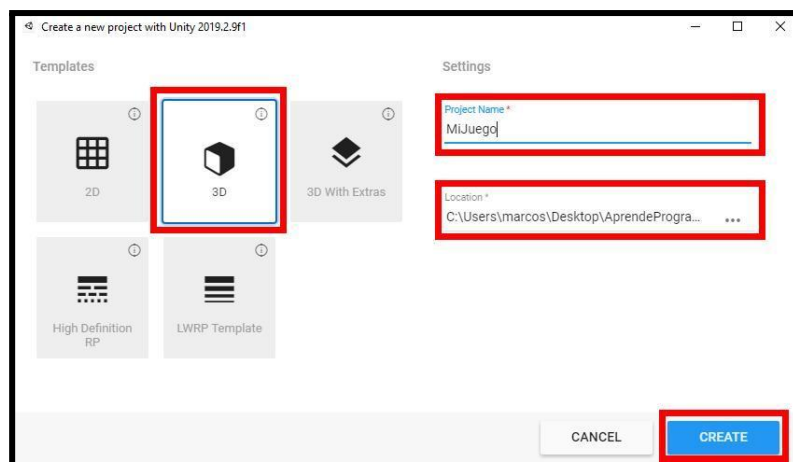 Create a new project with Unity 2019.2.9f1
Templates
Settings
2D
3D
3D With Extras
High Definition
RP
LWRP Template
Project Name *
MiJuego
Location *
C:\Users\marcos\Desktop\AprendeProgra...
CANCEL
CREATE